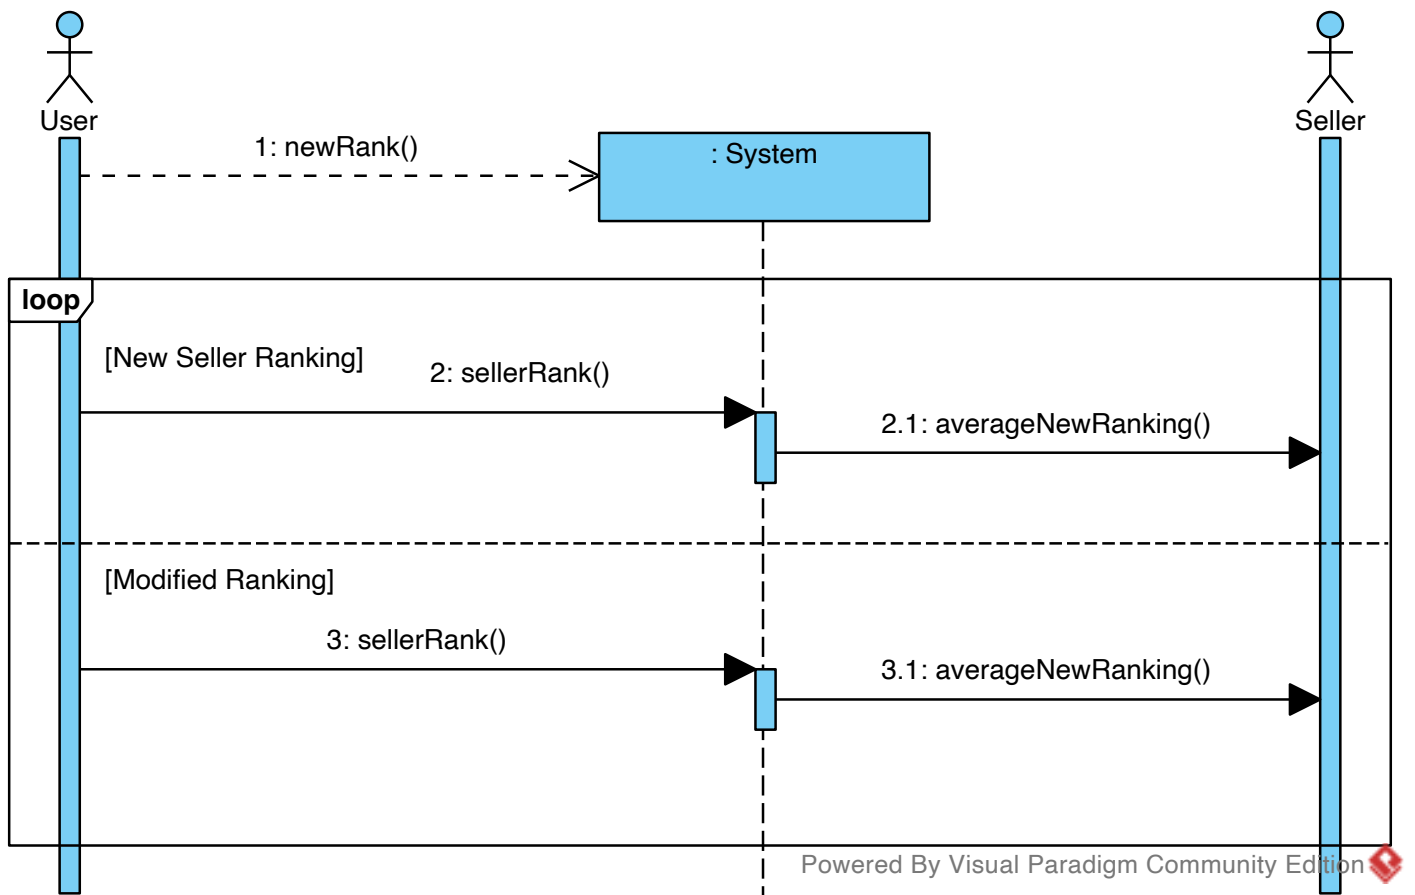 User
Seller
1: newRank()
: System
loop
[New Seller Ranking]
2: sellerRank()
2.1: averageNewRanking()
[Modified Ranking]
3: sellerRank()
3.1: averageNewRanking()
Powered By Visual Paradigm Community Edition